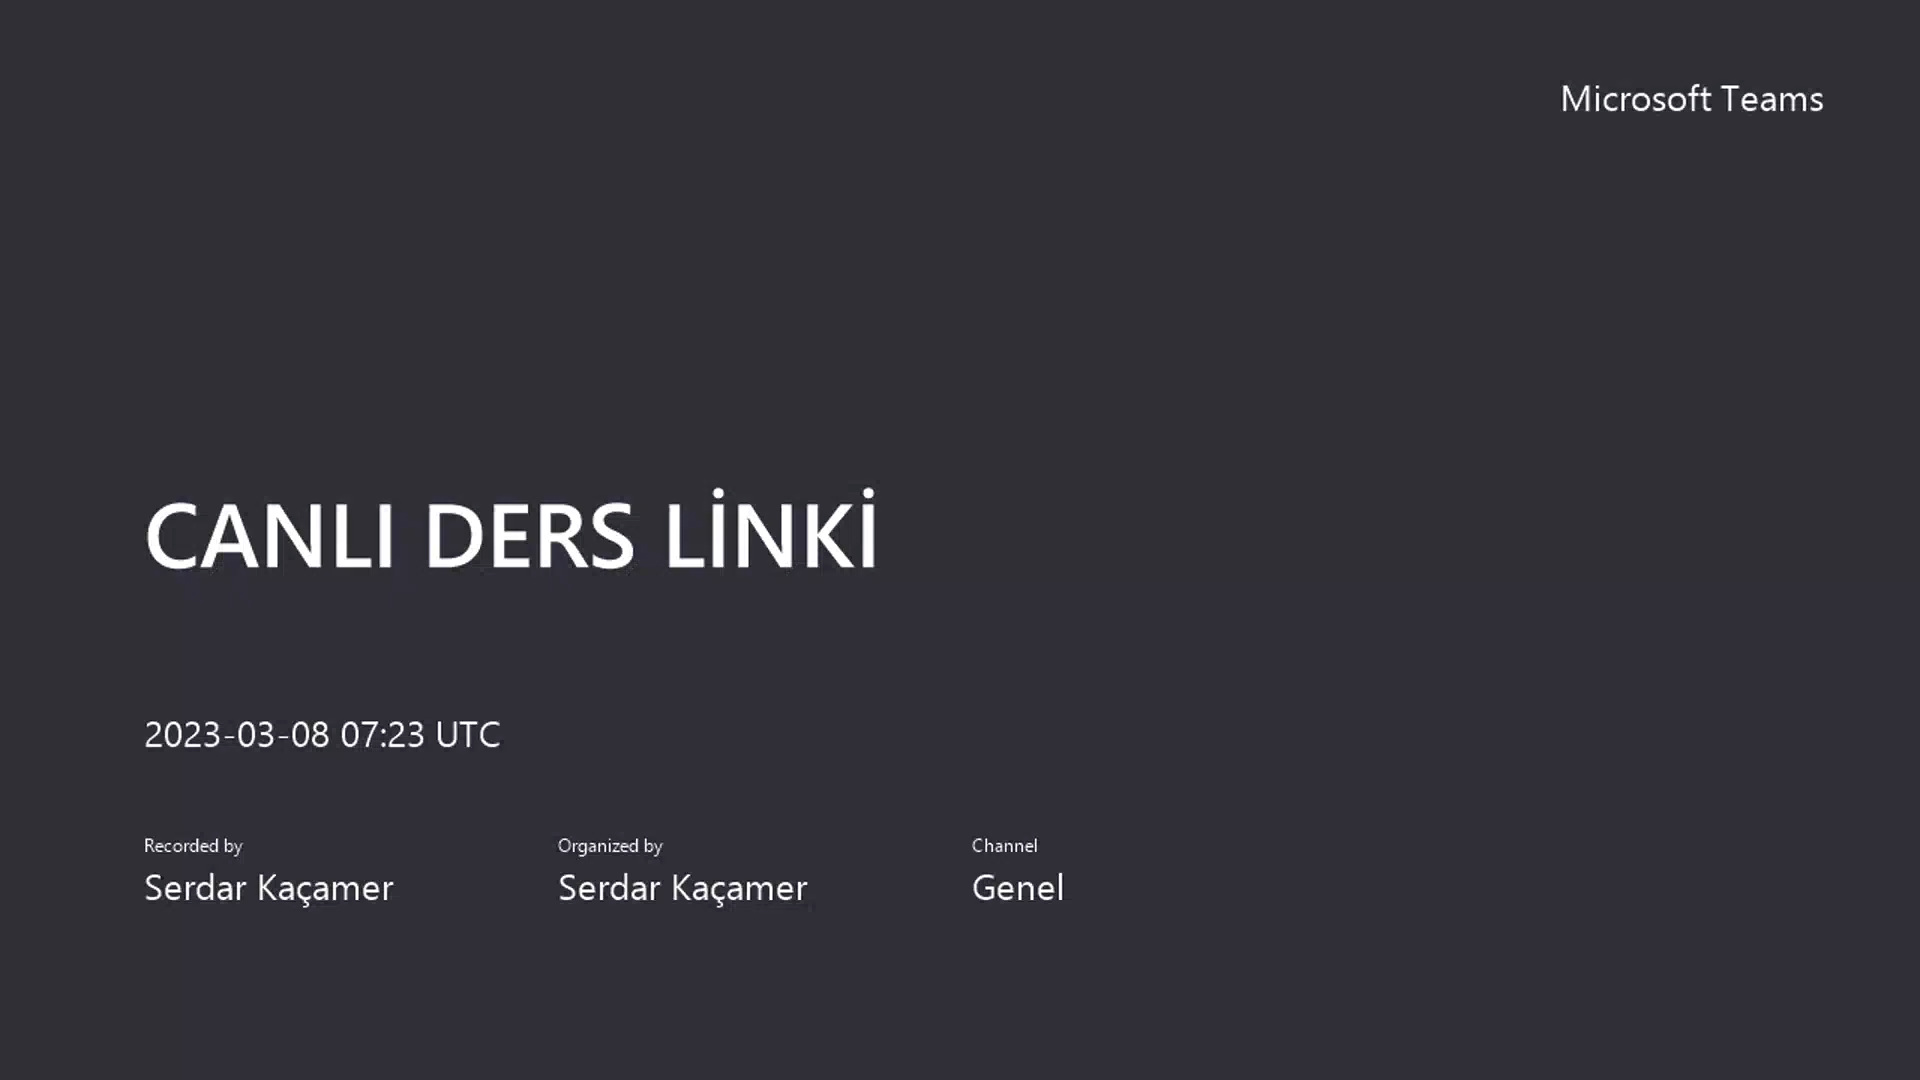 Microsoft Teams
CANLI DERS LİNKİ
2023-03-08 07:23 UTC
Recorded by
Serdar Kaçamer
Organized by
Serdar Kaçamer
Channel
Genel